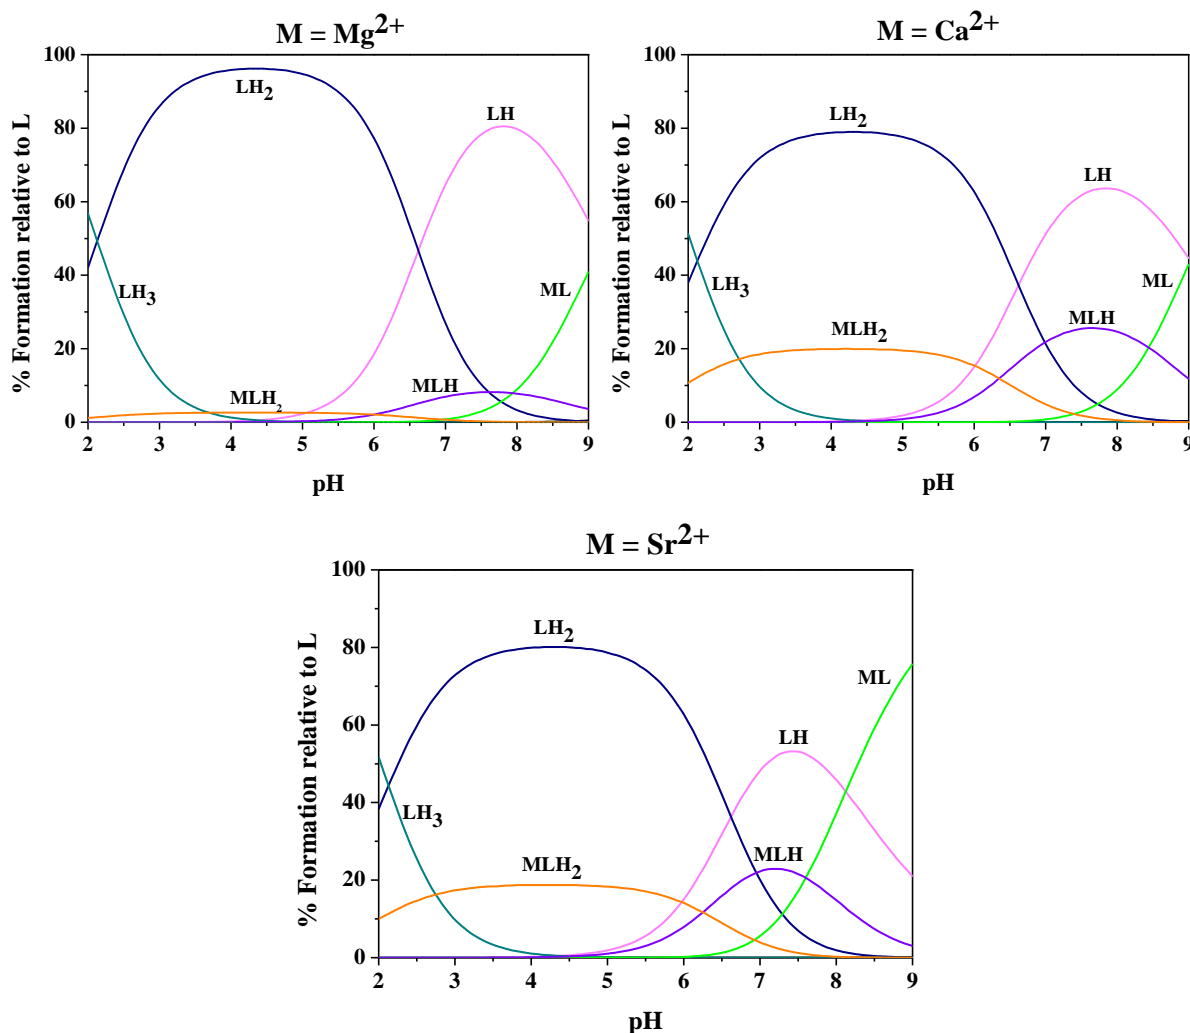 M = Mg2+
% Formation relative to L
100
80
60
40
20
0
LH2
LH
LH3
ML
MLH
MLH2
2 3 4 5 6 7 8 9
pH
M = Ca2+
% Formation relative to L
100
80
60
40
20
0
LH2
LH
LH3
ML
MLH
MLH2
2 3 4 5 6 7 8 9
pH
M = Sr2+
% Formation relative to L
100
80
60
40
20
0
LH2
ML
LH
LH3
MLH2
MLH
2 3 4 5 6 7 8 9
pH